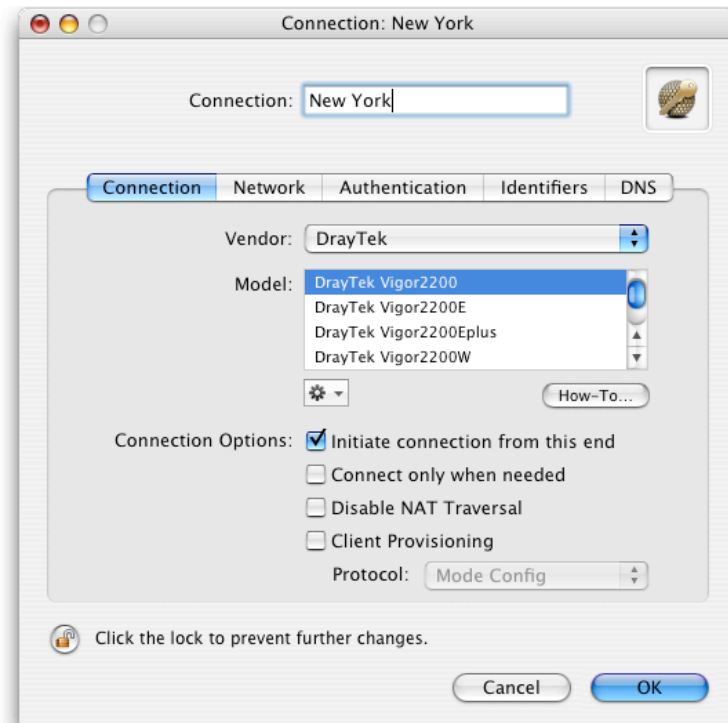 Connection: New York
Connection: New York
Connection Network Authentication Identifiers DNS
Vendor: DrayTek
Model: DrayTek Vigor2200
DrayTek Vigor2200E
DrayTek Vigor2200Eplus
DrayTek Vigor2200W
How-To...
Connection Options: Initiate connection from this end
Connect only when needed
Disable NAT Traversal
Client Provisioning
Protocol: Mode Config
Click the lock to prevent further changes.
Cancel OK